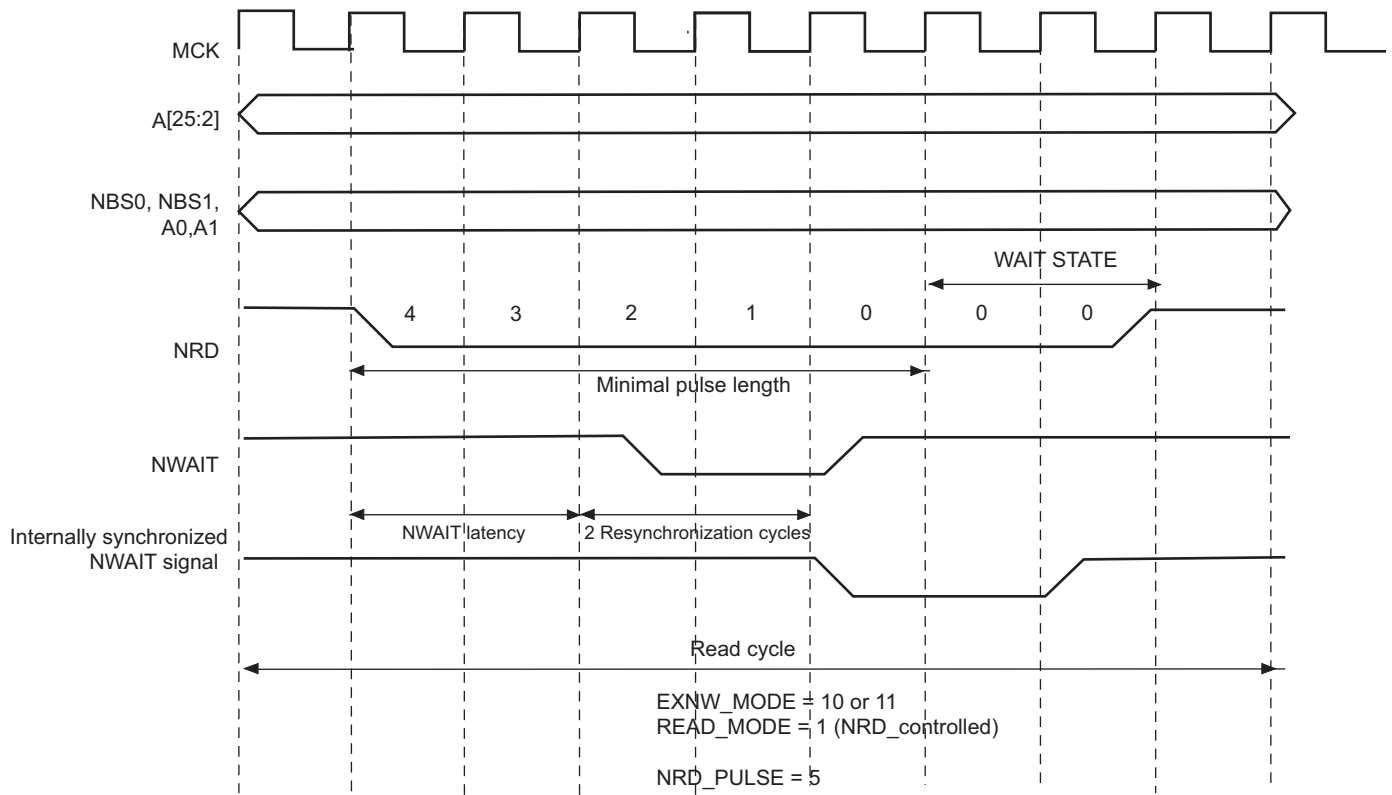 MCK
A[25:2]
NBS0, NBS1,
A0,A1
WAIT STATE
4 3 2 1 0 0 0
NRD
Minimal pulse length
NWAIT
NWAIT latency
2 Resynchronization cycles
Internally synchronized
NWAIT signal
Read cycle
EXNW_MODE = 10 or 11
READ_MODE = 1 (NRD_controlled)
NRD_PULSE = 5